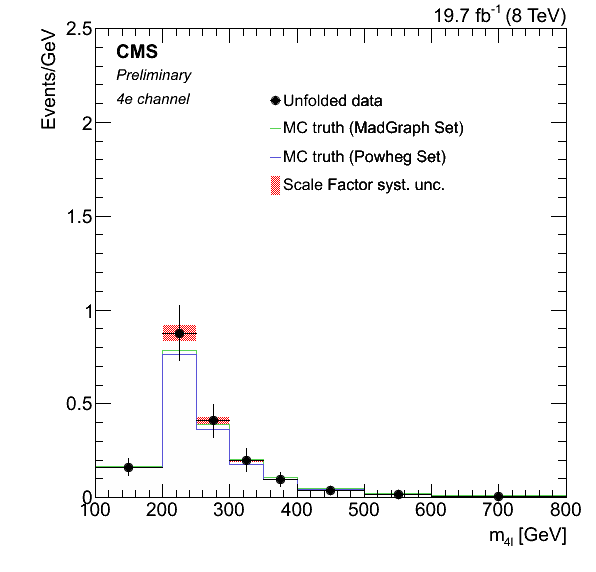 19.7 fb⁻¹ (8 TeV)
Events/GeV
CMS
Preliminary
4e channel
Unfolded data
MC truth (MadGraph Set)
MC truth (Powheg Set)
Scale Factor syst. unc.
2.5
2
1.5
1
0.5
0
100 200 300 400 500 600 700 800
m₄ₗ [GeV]